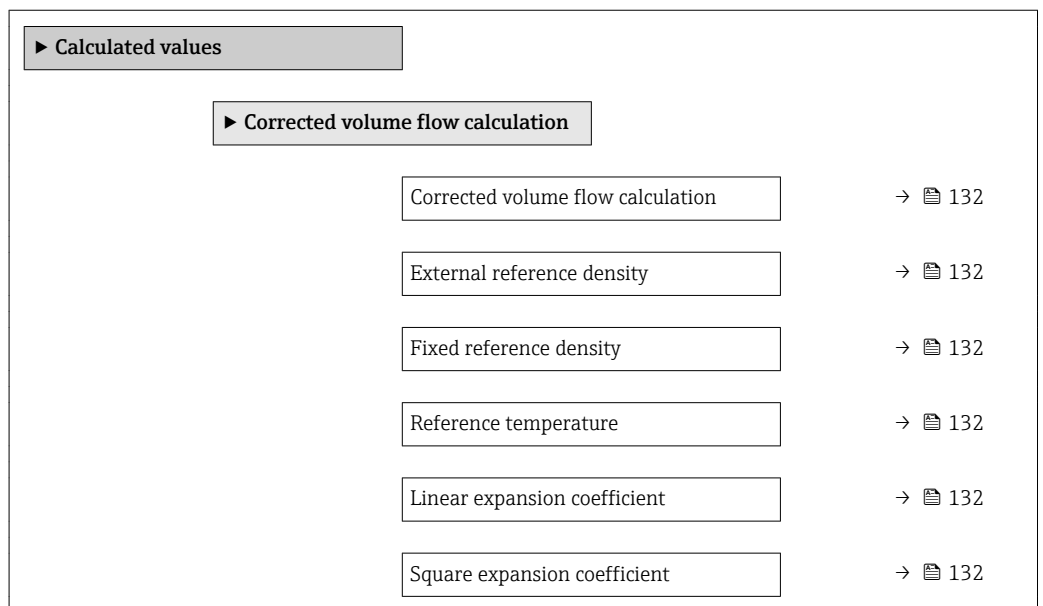 ► Calculated values
► Corrected volume flow calculation
Corrected volume flow calculation → 132
External reference density → 132
Fixed reference density → 132
Reference temperature → 132
Linear expansion coefficient → 132
Square expansion coefficient → 132